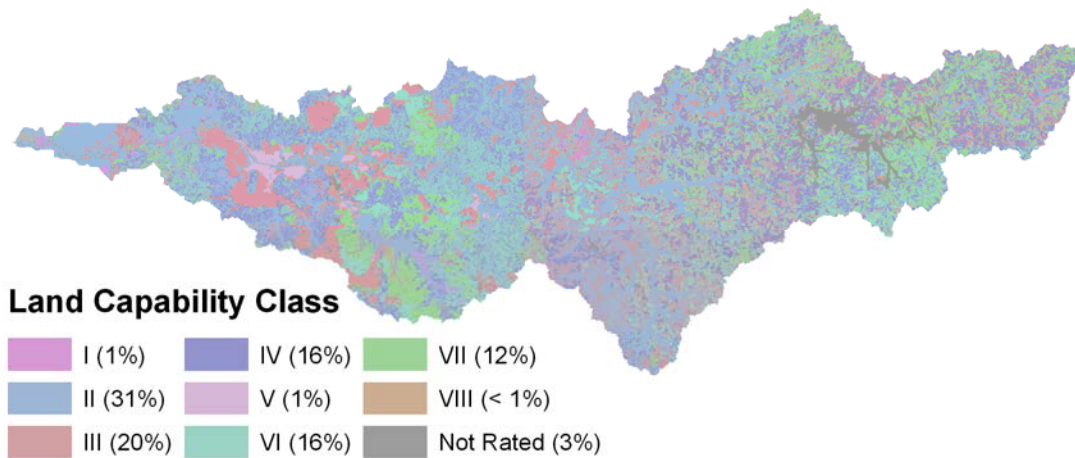 Land Capability Class
I (1%)
IV (16%)
VII (12%)
II (31%)
V (1%)
VIII (< 1%)
III (20%)
VI (16%)
Not Rated (3%)